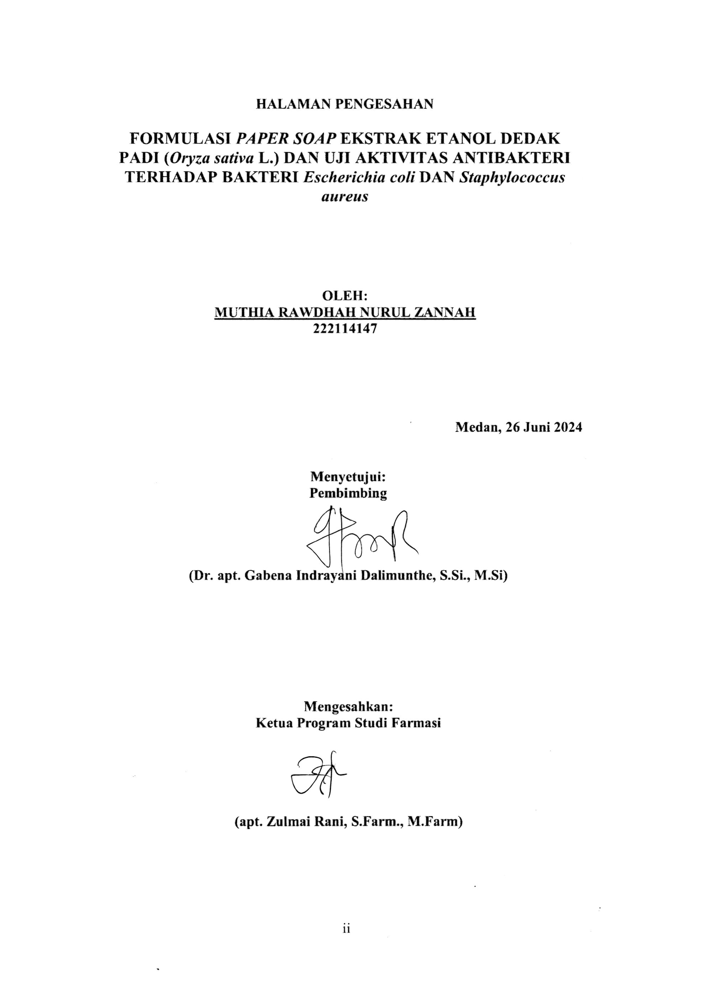 HALAMAN PENGESAHAN
FORMULASI PAPER SOAP EKSTRAK ETANOL DEDAK
PADI (Oryza sativa L.) DAN UJI AKTIVITAS ANTIBAKTERI
TERHADAP BAKTERI Escherichia coli DAN Staphylococcus
aureus
OLEH:
MUTHIA RAWDHAH NURUL ZANNAH
222114147
Medan, 26 Juni 2024
Menyetujui:
Pembimbing
(Dr. apt. Gabena Indrayani Dalimunthe, S.Si., M.Si)
Mengesahkan:
Ketua Program Studi Farmasi
(apt. Zulmai Rani, S.Farm., M.Farm)
ii